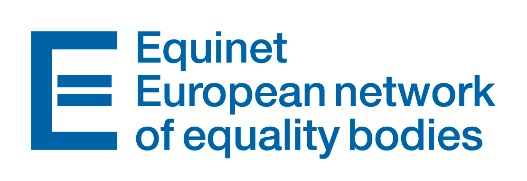 Equinet
European network
of equality bodies